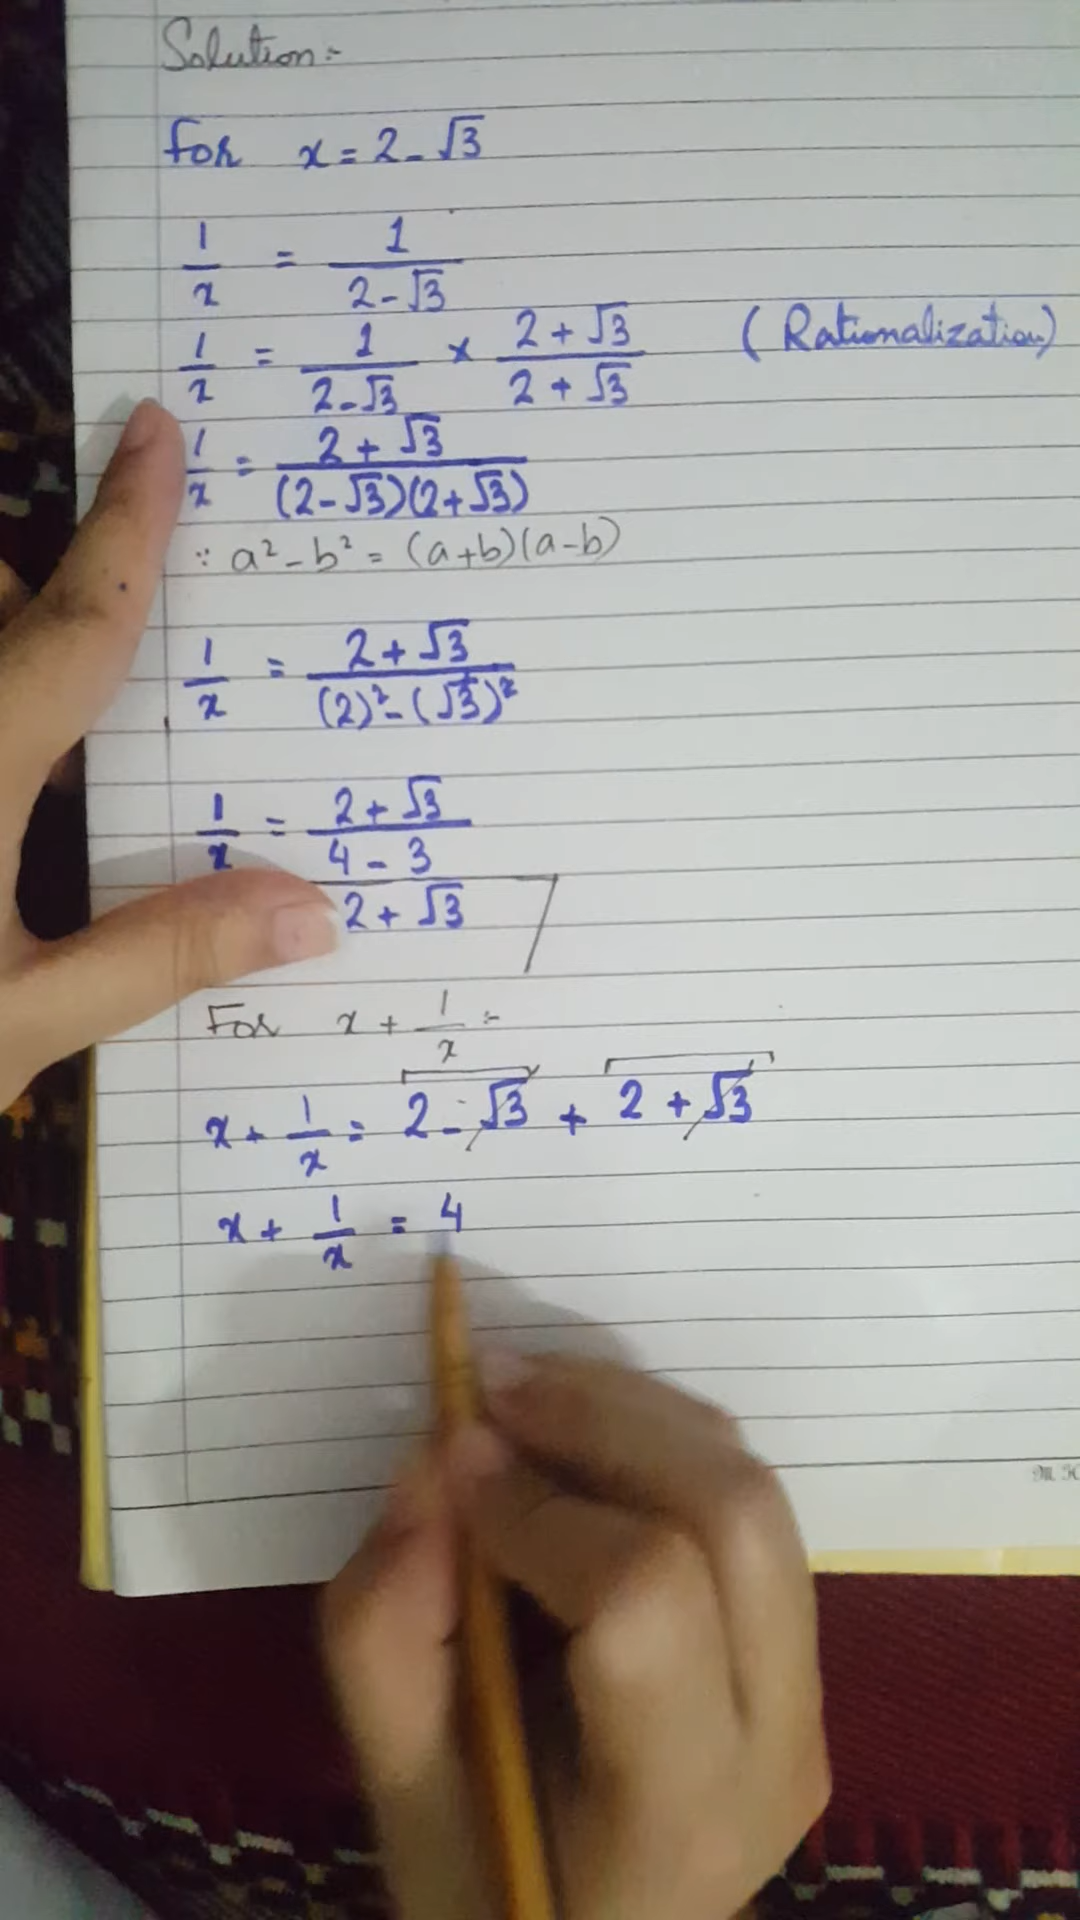 Solution:-
For x = 2 - √3
1/x = 1/(2 - √3)
1/x = 1/(2 - √3) × (2 + √3)/(2 + √3) (Rationalization)
1/x = (2 + √3)/((2 - √3)(2 + √3))
∵ a² - b² = (a+b)(a-b)
1/x = (2 + √3)/((2)² - (√3)²)
1/x = (2 + √3)/(4 - 3)
2 + √3
For x + 1/x :-
x + 1/x = 2 - √3 + 2 + √3
x + 1/x = 4